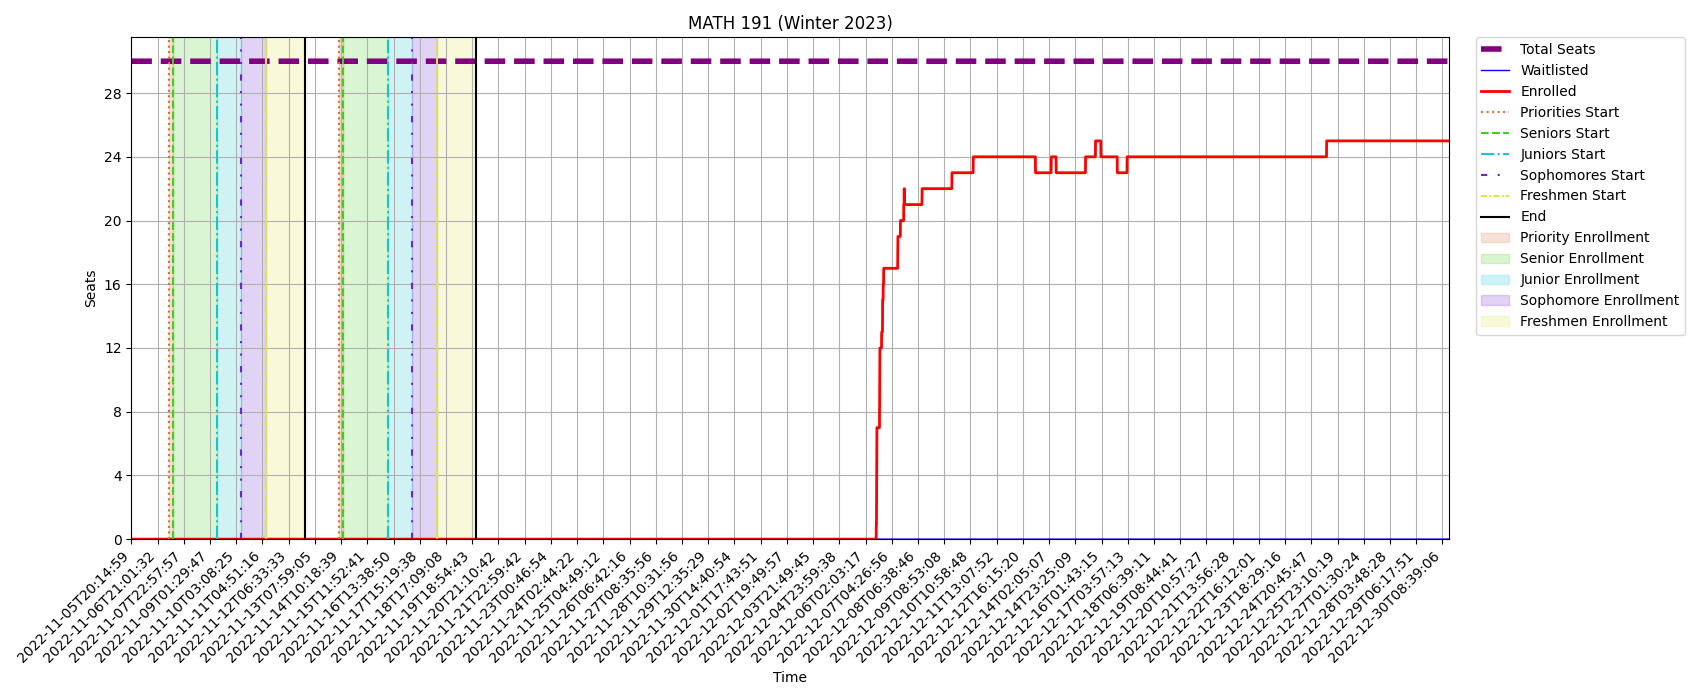 MATH 191 (Winter 2023)
Total Seats
Waitlisted
Enrolled
Priorities Start
Seniors Start
Juniors Start
Sophomores Start
Freshmen Start
End
Priority Enrollment
Senior Enrollment
Junior Enrollment
Sophomore Enrollment
Freshmen Enrollment
Seats
28
24
20
16
12
8
4
0
2022-11-05T20:14:59
2022-11-06T21:01:32
2022-11-07T22:57:57
2022-11-09T01:29:47
2022-11-10T03:08:25
2022-11-11T04:51:16
2022-11-12T06:33:33
2022-11-13T07:59:05
2022-11-14T10:18:39
2022-11-15T11:52:41
2022-11-16T13:38:50
2022-11-17T15:19:38
2022-11-18T17:09:08
2022-11-19T18:54:43
2022-11-20T21:10:42
2022-11-21T22:59:42
2022-11-23T00:46:54
2022-11-24T02:44:22
2022-11-25T04:49:12
2022-11-26T06:42:16
2022-11-27T08:35:56
2022-11-28T10:31:56
2022-11-29T12:35:29
2022-11-30T14:40:54
2022-12-01T17:43:51
2022-12-02T19:49:57
2022-12-03T21:49:45
2022-12-04T23:59:38
2022-12-06T02:03:17
2022-12-07T04:26:56
2022-12-08T06:38:46
2022-12-09T08:53:08
2022-12-10T10:58:48
2022-12-11T13:07:52
2022-12-12T16:15:20
2022-12-14T02:05:07
2022-12-14T23:25:09
2022-12-16T01:43:15
2022-12-17T03:57:13
2022-12-18T06:39:11
2022-12-19T08:44:41
2022-12-20T10:57:27
2022-12-21T13:56:28
2022-12-22T16:12:01
2022-12-23T18:29:16
2022-12-24T20:45:47
2022-12-25T23:10:19
2022-12-27T01:30:24
2022-12-28T03:48:28
2022-12-29T06:17:51
2022-12-30T08:39:06
Time